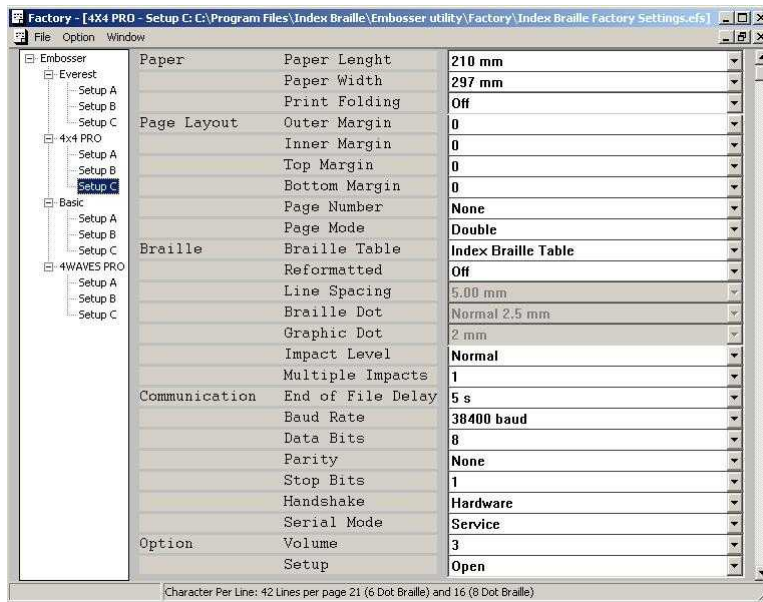 Factory - [4X4 PRO - Setup C: C:\Program Files\Index Braille\Embosser utility\Factory\Index Braille Factory Settings.efs]
File Option Window
Embosser
Everest
Setup A
Setup B
Setup C
4x4 PRO
Setup A
Setup B
Setup C
Basic
Setup A
Setup B
Setup C
4WAVES PRO
Setup A
Setup B
Setup C
Paper Paper Lenght 210 mm
Paper Width 297 mm
Print Folding Off
Page Layout Outer Margin 0
Inner Margin 0
Top Margin 0
Bottom Margin 0
Page Number None
Page Mode Double
Braille Braille Table Index Braille Table
Reformatted Off
Line Spacing 5.00 mm
Braille Dot Normal 2.5 mm
Graphic Dot 2 mm
Impact Level Normal
Multiple Impacts 1
Communication End of File Delay 5 s
Baud Rate 38400 baud
Data Bits 8
Parity None
Stop Bits 1
Handshake Hardware
Serial Mode Service
Option Volume 3
Setup Open
Character Per Line: 42 Lines per page 21 (6 Dot Braille) and 16 (8 Dot Braille)